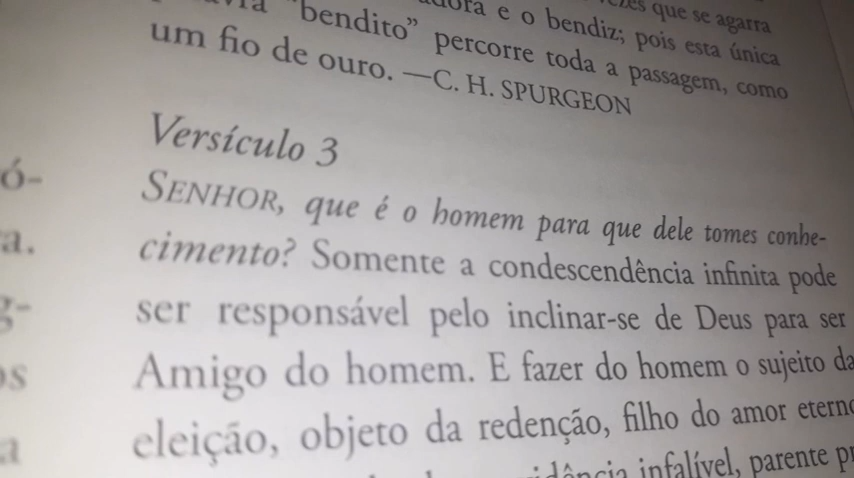 e o bendiz; pois esta única
"bendito" percorre toda a passagem, como
um fio de ouro. —C. H. SPURGEON
Versículo 3
ó-
SENHOR, que é o homem para que dele tomes conhe-
a.
cimento? Somente a condescendência infinita pode
ser responsável pelo inclinar-se de Deus para ser
os
Amigo do homem. E fazer do homem o sujeito da
a
eleição, objeto da redenção, filho do amor eterno
infalível, parente